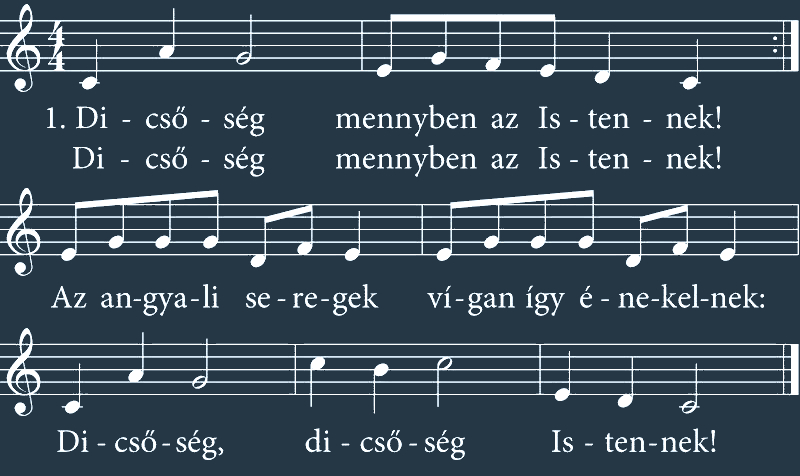 4
4
1. Di - cső - ség mennyben az Is - ten - nek!
Di - cső - ség mennyben az Is - ten - nek!
Az an-gya-li se - re-gek ví-gan így é - ne-kel-nek:
Di - cső-ség, di - cső - ség Is - ten-nek!